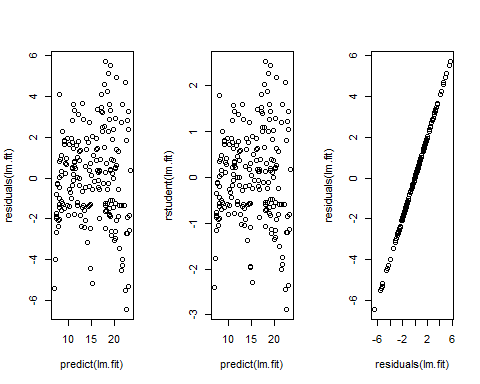 residuals(lm.fit)
6
4
2
0
-2
-4
-6
10 15 20
predict(lm.fit)
rstudent(lm.fit)
2
1
0
-1
-2
-3
10 15 20
predict(lm.fit)
residuals(lm.fit)
6
4
2
0
-2
-4
-6
-6 -2 2 6
residuals(lm.fit)